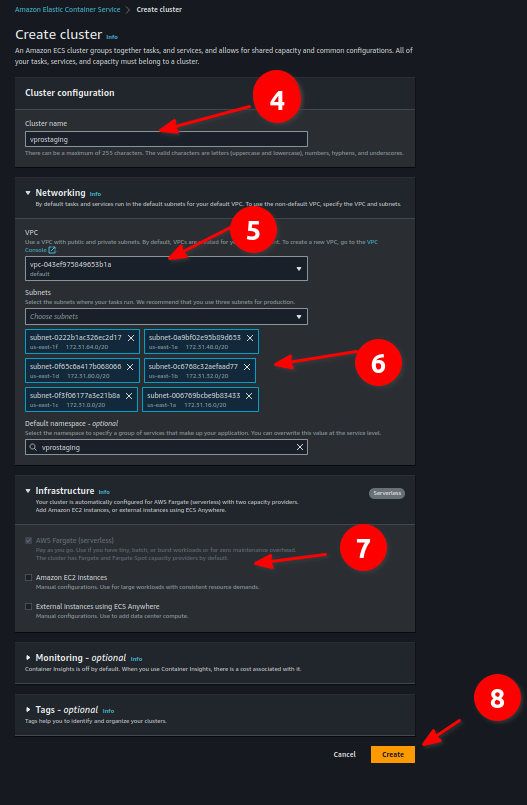 Amazon Elastic Container Service > Create cluster
Create cluster Info
An Amazon ECS cluster groups together tasks, and services, and allows for shared capacity and common configurations. All of
your tasks, services, and capacity must belong to a cluster.
4
Cluster configuration
Cluster name
vprostaging
There can be a maximum of 255 characters. The valid characters are letters (uppercase and lowercase), numbers, hyphens, and underscores.
Networking Info
By default tasks and services run in the default subnets for your default VPC. To use the non-default VPC, specify the VPC and subnets.
5
VPC
Use a VPC with public and private subnets. By default, VPCs are created for you. To create a new VPC, go to the VPC
Console
vpc-043ef975849653b1a
default
Subnets
Select the subnets where your tasks run. We recommend that you use three subnets for production.
Choose subnets
subnet-0222b1ac326ec2d17 subnet-0a9bf02e95b89d653
us-east-1f 172.31.64.0/20 us-east-1e 172.31.48.0/20
subnet-0f65c6a417b068066 subnet-0c6768c32aefaad77
us-east-1d 172.31.80.0/20 us-east-1b 172.31.32.0/20
subnet-0f3f06177a3e21b8a subnet-006769bcbe9b83433
us-east-1c 172.31.0.0/20 us-east-1a 172.31.16.0/20
6
Default namespace - optional
Select the namespace to specify a group of services that make up your application. You can overwrite this value at the service level.
vprostaging
Infrastructure Info
Serverless
Your cluster is automatically configured for AWS Fargate (serverless) with two capacity providers.
Add Amazon EC2 instances, or external instances using ECS Anywhere.
AWS Fargate (serverless)
Pay as you go. Use if you have tiny, batch, or burst workloads or for zero maintenance overhead.
The cluster has Fargate and Fargate Spot capacity providers by default.
7
Amazon EC2 instances
Manual configurations. Use for large workloads with consistent resource demands.
External instances using ECS Anywhere
Manual configurations. Use to add data center compute.
Monitoring - optional Info
Container Insights is off by default. When you use Container Insights, there is a cost associated with it.
Tags - optional Info
Tags help you to identify and organize your clusters.
8
Cancel Create